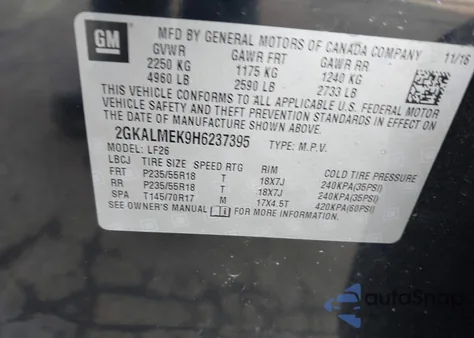 GM
MFD BY GENERAL MOTORS OF CANADA COMPANY 11/16
GVWR GAWR FRT GAWR RR
2250 KG 1175 KG 1240 KG
4960 LB 2590 LB 2733 LB
THIS VEHICLE CONFORMS TO ALL APPLICABLE U.S. FEDERAL MOTOR
VEHICLE SAFETY AND THEFT PREVENTION STANDARDS IN EFFECT ON
THE DATE OF MANUFACTURE SHOWN ABOVE.
2GKALMEK9H6237395 TYPE: M.P.V.
MODEL: LF26
LBCJ TIRE SIZE SPEED RTG RIM COLD TIRE PRESSURE
FRT P235/55R18 T 18X7J 240KPA(35PSI)
RR P235/55R18 T 18X7J 240KPA(35PSI)
SPA T145/70R17 M 17X4.5T 420KPA(60PSI)
SEE OWNER'S MANUAL FOR MORE INFORMATION.
autoSnap